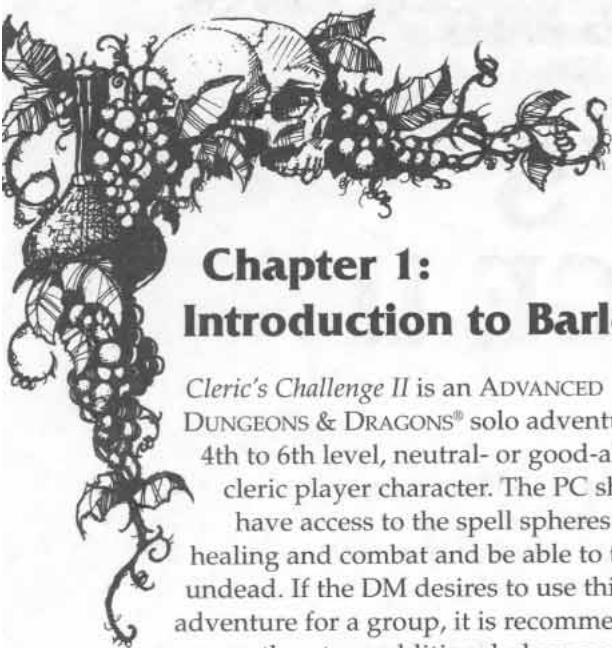 Chapter 1:
Introduction to Barl
Cleric's Challenge II is an ADVANCED
DUNGEONS & DRAGONS® solo adventu
4th to 6th level, neutral- or good-a
cleric player character. The PC sh
have access to the spell spheres
healing and combat and be able to t
undead. If the DM desires to use thi
adventure for a group, it is recomme